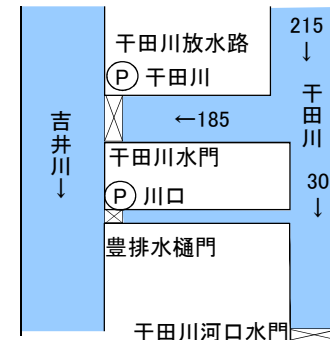 干田川放水路
Ⓟ 干田川
215
↓
干田川
←185
吉井川↓
干田川水門
Ⓟ 川口
30
↓
豊排水樋門
干田川河口水門